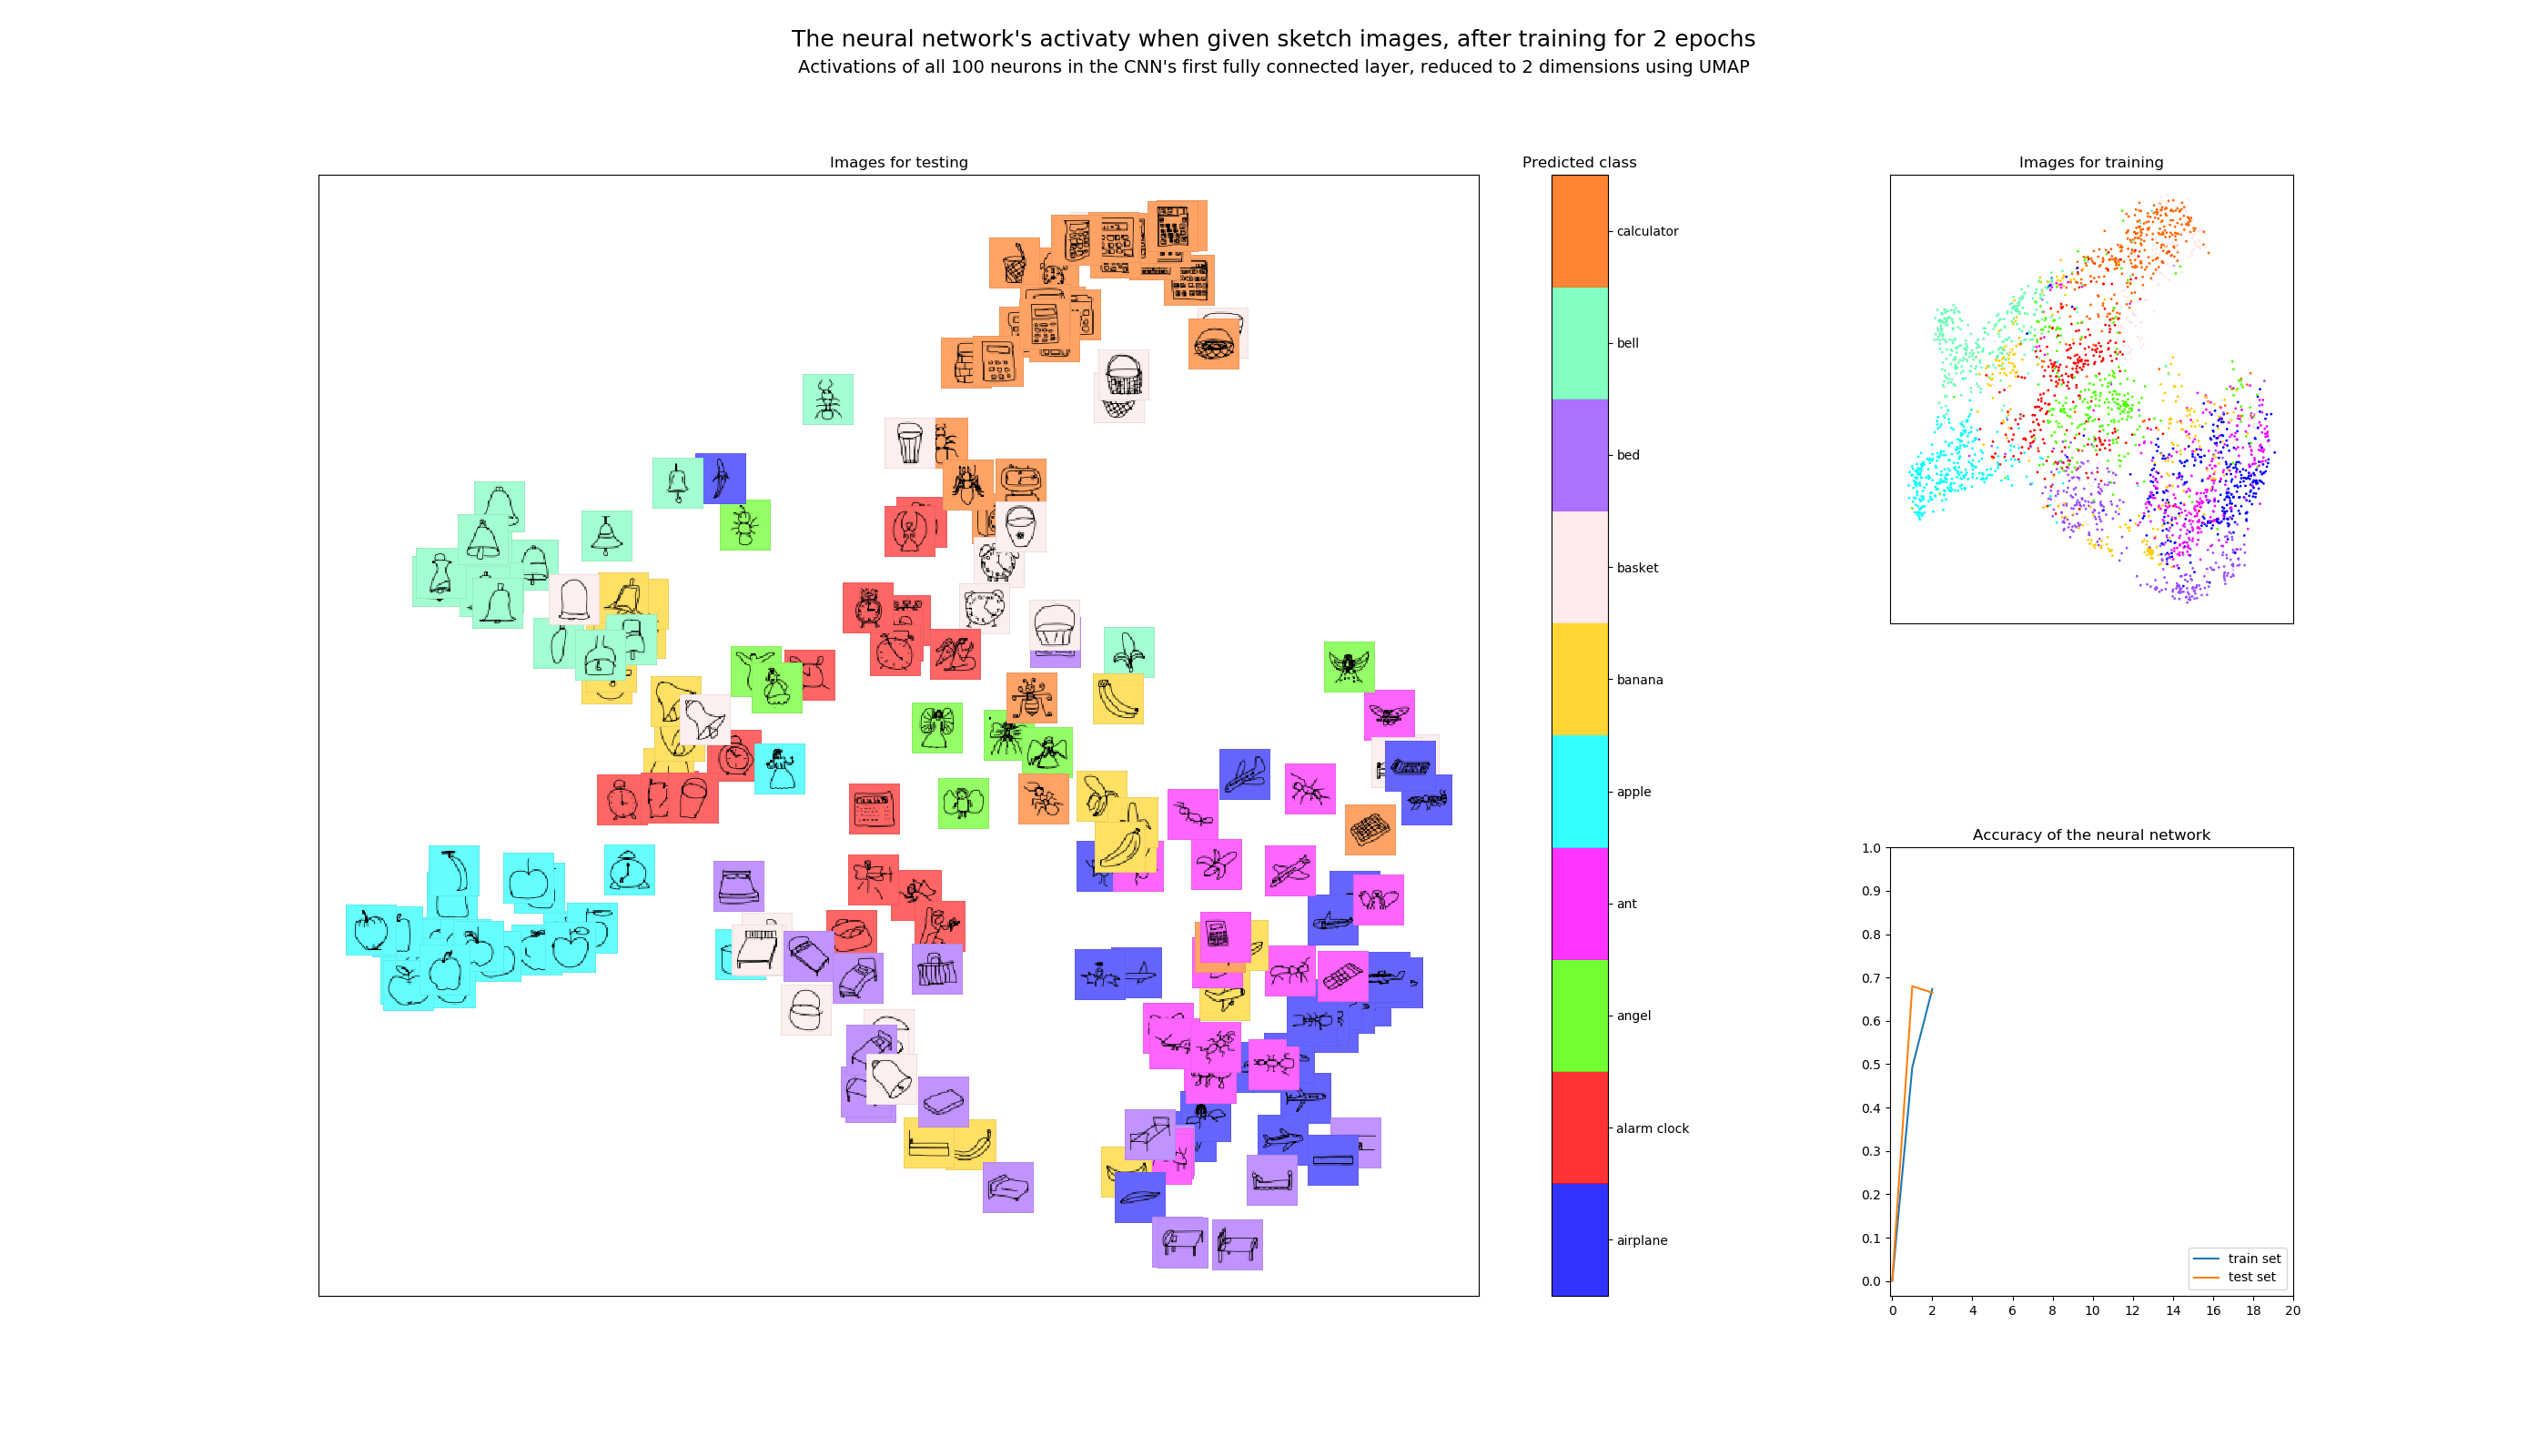 The neural network's activaty when given sketch images, after training for 2 epochs
Activations of all 100 neurons in the CNN's first fully connected layer, reduced to 2 dimensions using UMAP
Images for testing
Predicted class
calculator
bell
bed
basket
banana
apple
ant
angel
alarm clock
airplane
Images for training
Accuracy of the neural network
1.0
0.9
0.8
0.7
0.6
0.5
0.4
0.3
0.2
0.1
0.0
train set
test set
0 2 4 6 8 10 12 14 16 18 20